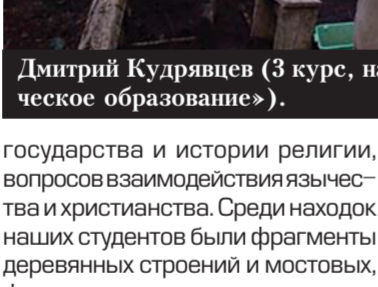 Дмитрий Кудрявцев (3 курс,
ческое образование»).
государства и истории религии,
вопросов взаимодействия язычес-
тва и христианства. Среди находок
наших студентов были фрагменты
деревянных строений и мостовых,